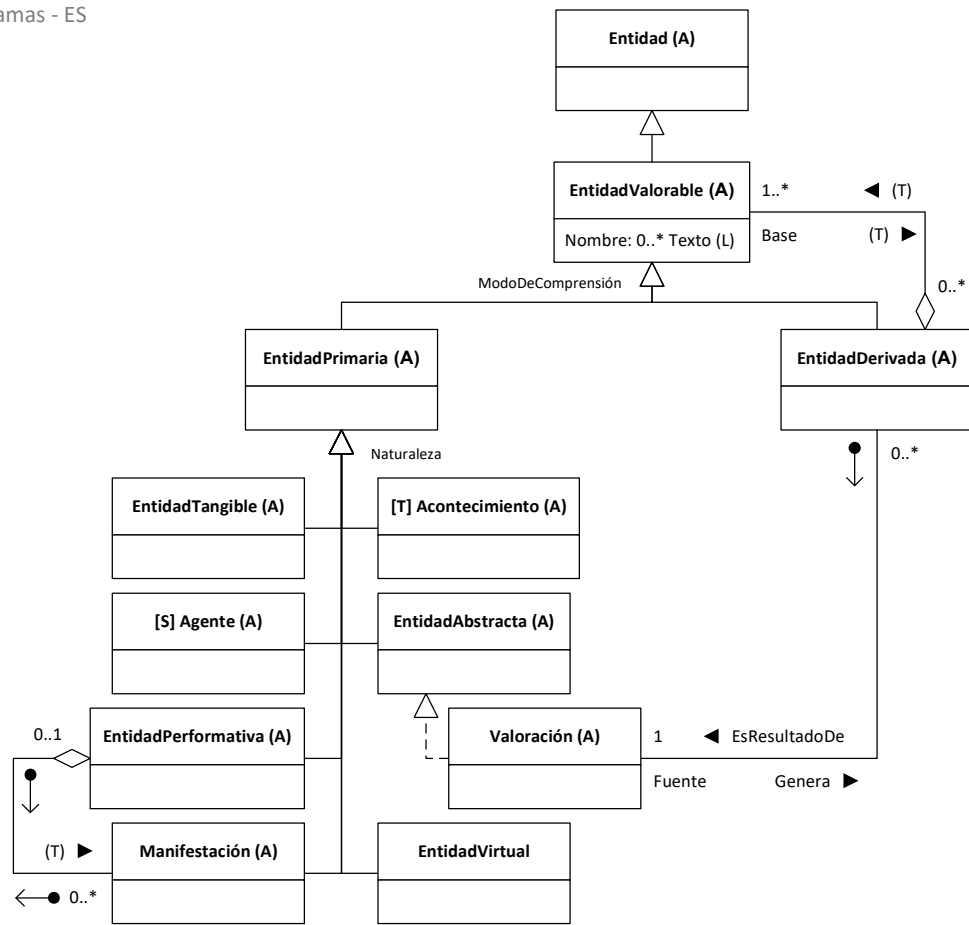 amas - ES
Entidad (A)
EntidadValorable (A)
1..*
◄ (T)
Nombre: 0..* Texto (L)
Base
(T) ►
ModoDeComprensión
0..*
EntidadPrimaria (A)
EntidadDerivada (A)
Naturaleza
0..*
EntidadTangible (A)
[T] Acontecimiento (A)
[S] Agente (A)
EntidadAbstracta (A)
0..1
EntidadPerformativa (A)
Valoración (A)
1
◄ EsResultadoDe
Fuente
Genera ►
(T) ►
Manifestación (A)
EntidadVirtual
0..*